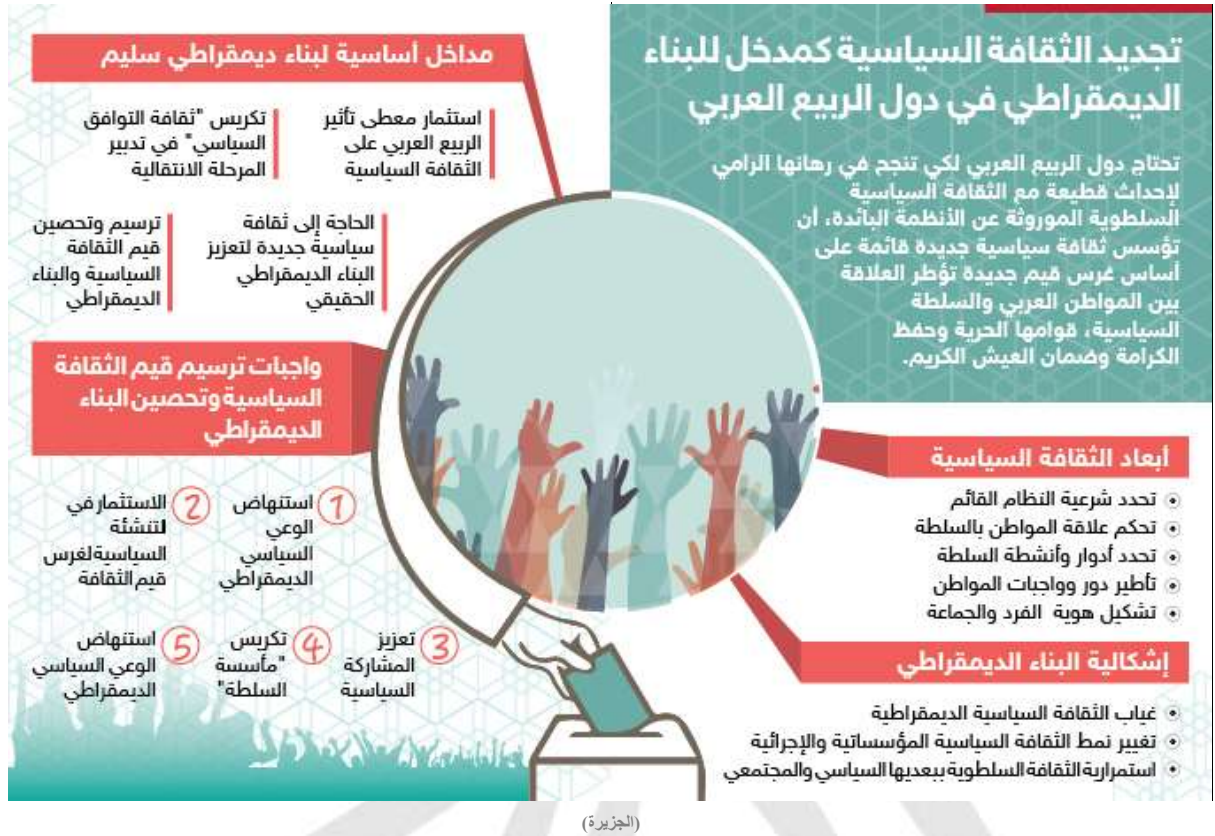 تجديد الثقافة السياسية كمدخل للبناء
الديمقراطي في دول الربيع العربي
تحتاج دول الربيع العربي لكي تنجح في رهانها الرامي
لإحداث قطيعة مع الثقافة السياسية
السلطوية الموروثة عن الأنظمة البائدة، أن
تؤسس ثقافة سياسية جديدة قائمة على
أساس غرس قيم جديدة تؤطر العلاقة
بين المواطن العربي والسلطة
السياسية، قوامها الحرية وحفظ
الكرامة وضمان العيش الكريم.
أبعاد الثقافة السياسية
تحدد شرعية النظام القائم
تحكم علاقة المواطن بالسلطة
تحدد أدوار وأنشطة السلطة
تأطير دور وواجبات المواطن
تشكيل هوية الفرد والجماعة
إشكالية البناء الديمقراطي
غياب الثقافة السياسية الديمقراطية
تغيير نمط الثقافة السياسية المؤسساتية والإجرائية
استمرارية الثقافة السلطوية ببعديها السياسي والمجتمعي
مداخل أساسية لبناء ديمقراطي سليم
استثمار معطى تأثير
الربيع العربي على
الثقافة السياسية
تكريس "ثقافة التوافق
السياسي" في تدبير
المرحلة الانتقالية
الحاجة إلى ثقافة
سياسية جديدة لتعزيز
البناء الديمقراطي
الحقيقي
ترسيم وتحصين
قيم الثقافة
السياسية والبناء
الديمقراطي
واجبات ترسيم قيم الثقافة
السياسية وتحصين البناء
الديمقراطي
1 استنهاض
الوعي
السياسي
الديمقراطي
2 الاستثمار في
لتنشئة
السياسية لغرس
قيم الثقافة
3 تعزيز
المشاركة
السياسية
4 تكريس
"مأسسة
السلطة"
5 استنهاض
الوعي السياسي
الديمقراطي
(الجزيرة)